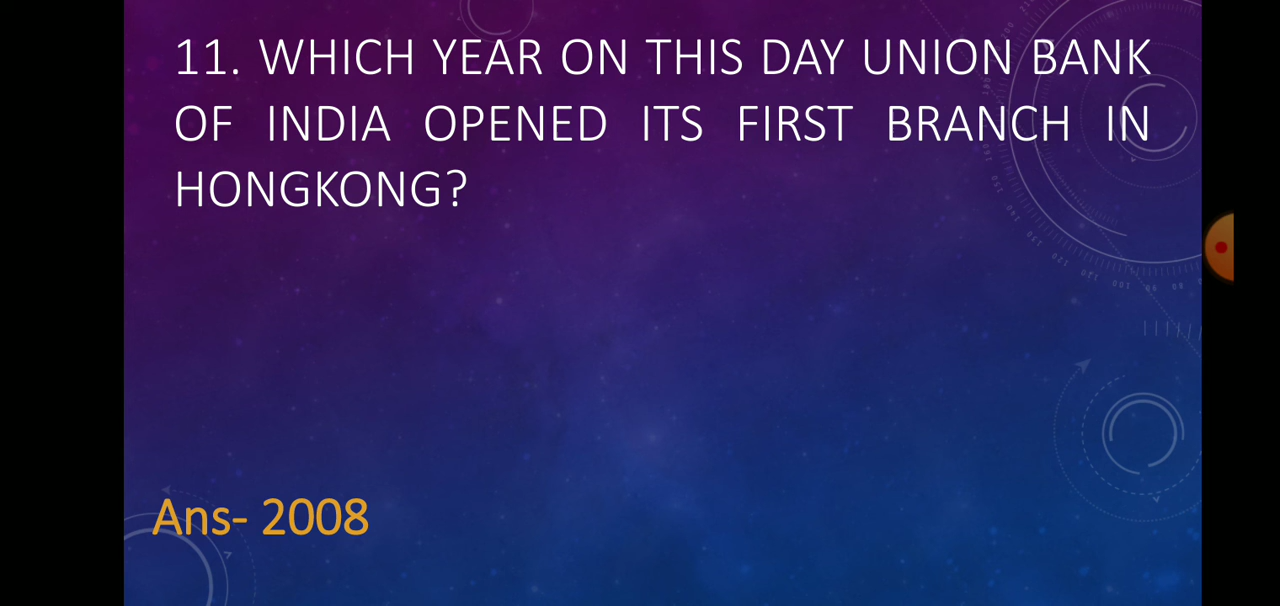 11. WHICH YEAR ON THIS DAY UNION BANK
OF INDIA OPENED ITS FIRST BRANCH IN
HONGKONG?
Ans- 2008